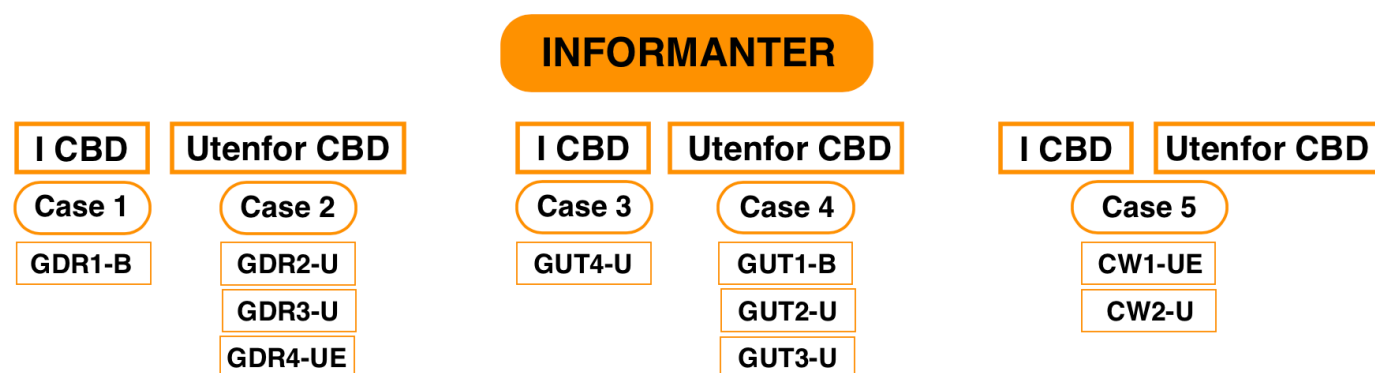 INFORMANTER
I CBD Utenfor CBD I CBD Utenfor CBD I CBD Utenfor CBD
Case 1 Case 2 Case 3 Case 4 Case 5
GDR1-B GDR2-U GUT4-U GUT1-B CW1-UE
GDR3-U GUT2-U CW2-U
GDR4-UE GUT3-U